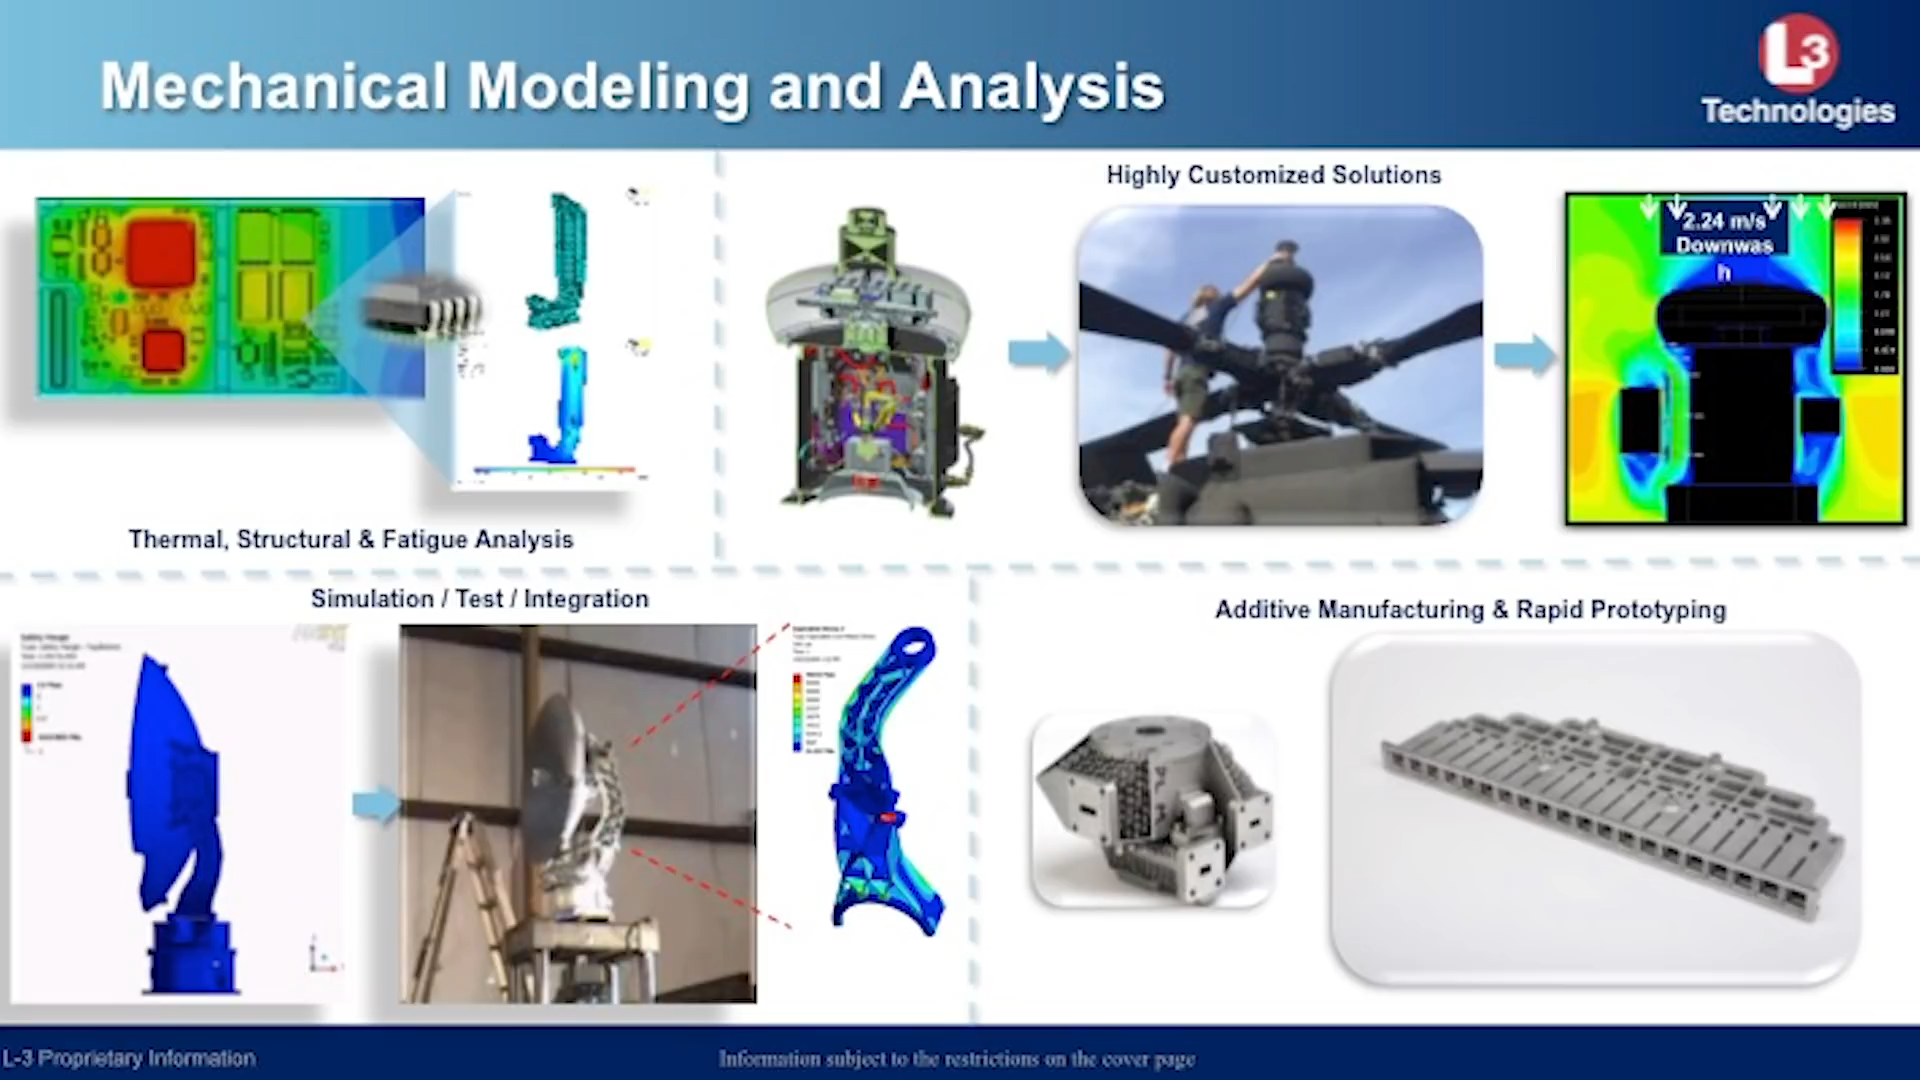 Mechanical Modeling and Analysis
L3
Technologies
Highly Customized Solutions
2.24 m/s
Downwas
h
Thermal, Structural & Fatigue Analysis
Simulation / Test / Integration
Additive Manufacturing & Rapid Prototyping
L-3 Proprietary Information
Information subject to the restrictions on the cover page